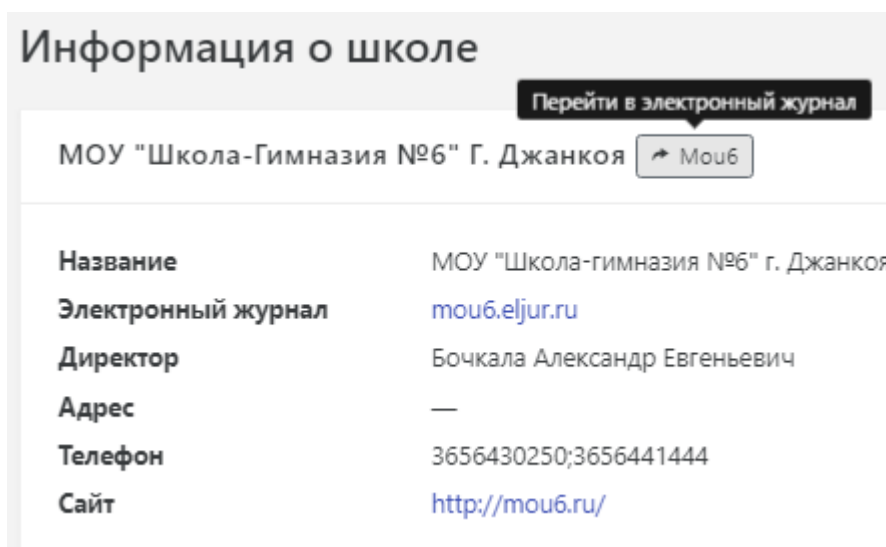 Информация о школе
Перейти в электронный журнал
МОУ "Школа-Гимназия №6" Г. Джанкоя Mou6
Название МОУ "Школа-гимназия №6" г. Джанкоя
Электронный журнал mou6.eljur.ru
Директор Бочкала Александр Евгеньевич
Адрес —
Телефон 3656430250;3656441444
Сайт http://mou6.ru/